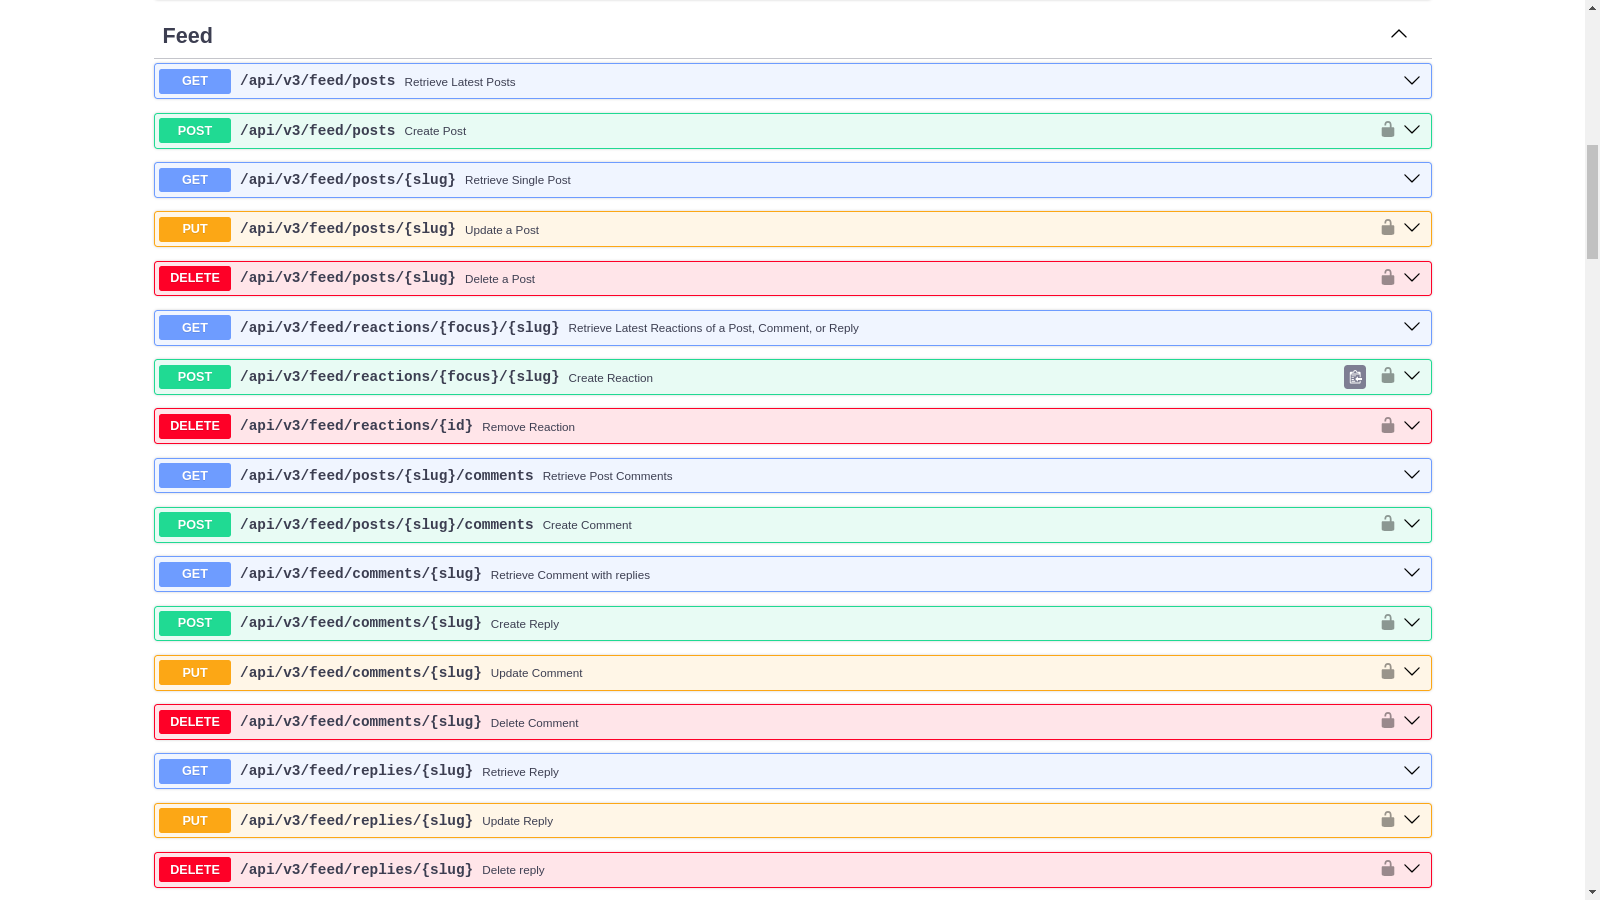 Feed
GET /api/v3/feed/posts Retrieve Latest Posts
POST /api/v3/feed/posts Create Post
GET /api/v3/feed/posts/{slug} Retrieve Single Post
PUT /api/v3/feed/posts/{slug} Update a Post
DELETE /api/v3/feed/posts/{slug} Delete a Post
GET /api/v3/feed/reactions/{focus}/{slug} Retrieve Latest Reactions of a Post, Comment, or Reply
POST /api/v3/feed/reactions/{focus}/{slug} Create Reaction
DELETE /api/v3/feed/reactions/{id} Remove Reaction
GET /api/v3/feed/posts/{slug}/comments Retrieve Post Comments
POST /api/v3/feed/posts/{slug}/comments Create Comment
GET /api/v3/feed/comments/{slug} Retrieve Comment with replies
POST /api/v3/feed/comments/{slug} Create Reply
PUT /api/v3/feed/comments/{slug} Update Comment
DELETE /api/v3/feed/comments/{slug} Delete Comment
GET /api/v3/feed/replies/{slug} Retrieve Reply
PUT /api/v3/feed/replies/{slug} Update Reply
DELETE /api/v3/feed/replies/{slug} Delete reply